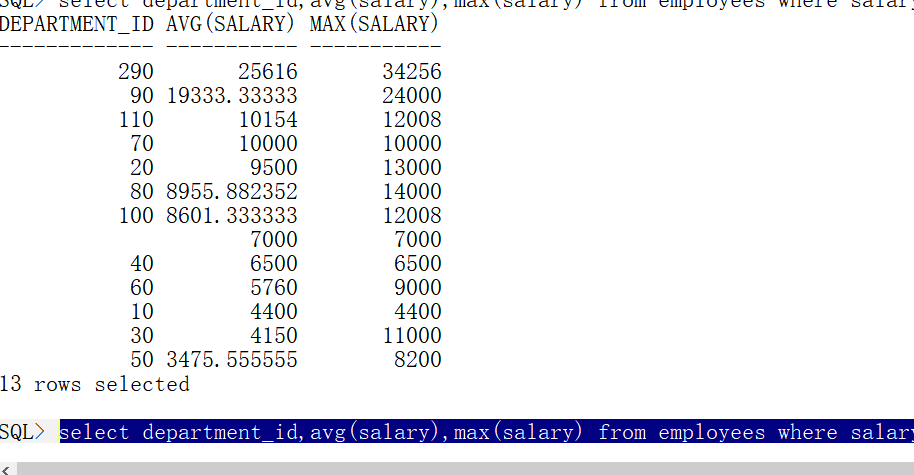 SQL> select department_id,avg(salary),max(salary) from employees where salary
DEPARTMENT_ID AVG(SALARY) MAX(SALARY)
------------- ----------- -----------
290 25616 34256
90 19333.33333 24000
110 10154 12008
70 10000 10000
20 9500 13000
80 8955.882352 14000
100 8601.333333 12008
7000 7000
40 6500 6500
60 5760 9000
10 4400 4400
30 4150 11000
50 3475.555555 8200
13 rows selected
SQL> select department_id,avg(salary),max(salary) from employees where salary